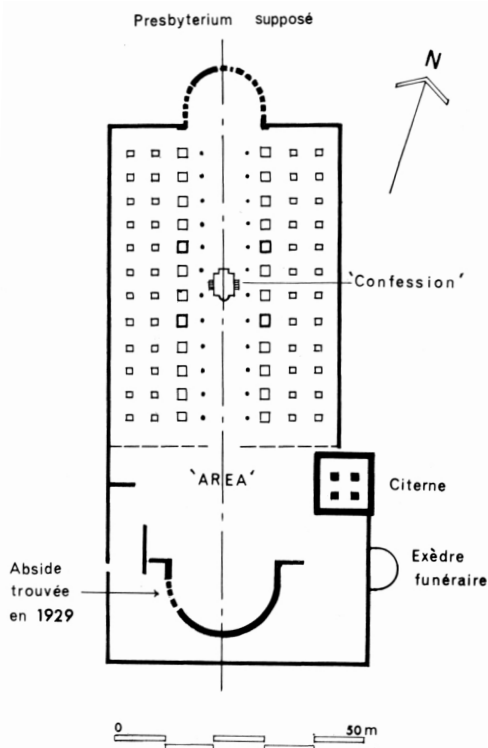 Presbyterium supposé
N
'Confession'
'AREA'
Citerne
Abside
trouvée
en 1929
Exèdre
funéraire
0 50 m